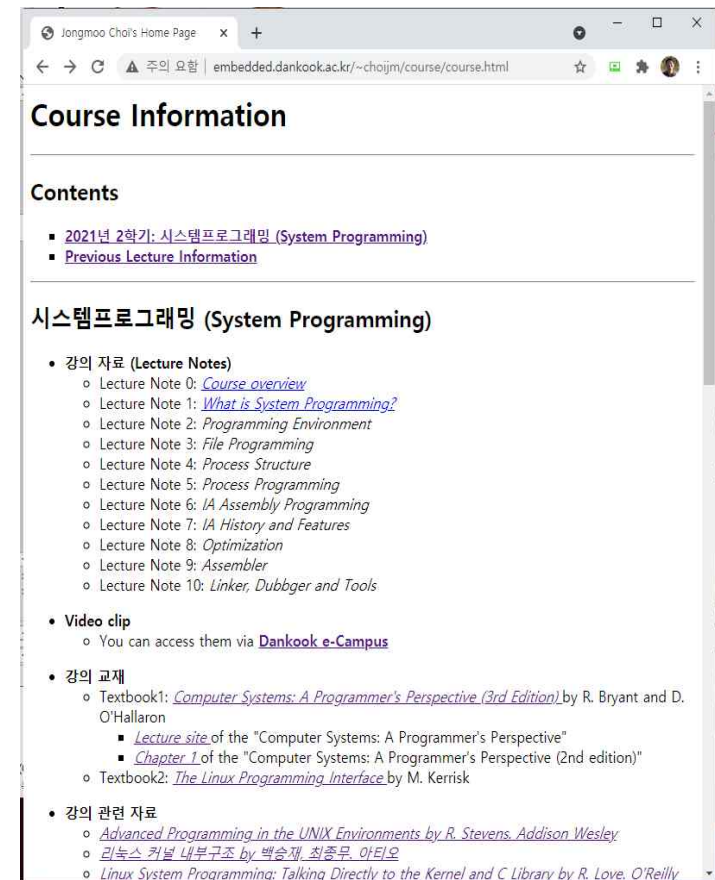 Jongmoo Choi's Home Page
주의 요함 | embedded.dankook.ac.kr/~choijm/course/course.html
Course Information
Contents
2021년 2학기: 시스템프로그래밍 (System Programming)
Previous Lecture Information
시스템프로그래밍 (System Programming)
강의 자료 (Lecture Notes)
Lecture Note 0: Course overview
Lecture Note 1: What is System Programming?
Lecture Note 2: Programming Environment
Lecture Note 3: File Programming
Lecture Note 4: Process Structure
Lecture Note 5: Process Programming
Lecture Note 6: IA Assembly Programming
Lecture Note 7: IA History and Features
Lecture Note 8: Optimization
Lecture Note 9: Assembler
Lecture Note 10: Linker, Dubbger and Tools
Video clip
You can access them via Dankook e-Campus
강의 교재
Textbook1: Computer Systems: A Programmer's Perspective (3rd Edition) by R. Bryant and D.
O'Hallaron
Lecture site of the "Computer Systems: A Programmer's Perspective"
Chapter 1 of the "Computer Systems: A Programmer's Perspective (2nd edition)"
Textbook2: The Linux Programming Interface by M. Kerrisk
강의 관련 자료
Advanced Programming in the UNIX Environments by R. Stevens. Addison Wesley
리눅스 커널 내부구조 by 백승재, 최종무. 아티오
Linux System Programming: Talking Directly to the Kernel and C Library by R. Love. O'Reilly